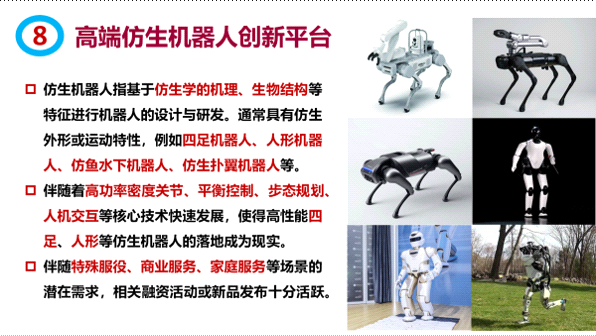 8 高端仿生机器人创新平台
仿生机器人指基于仿生学的机理、生物结构等
特征进行机器人的设计与研发。通常具有仿生
外形或运动特性，例如四足机器人、人形机器
人、仿鱼水下机器人、仿生扑翼机器人等。
伴随着高功率密度关节、平衡控制、步态规划、
人机交互等核心技术快速发展，使得高性能四
足、人形等仿生机器人的落地成为现实。
伴随特殊服役、商业服务、家庭服务等场景的
潜在需求，相关融资活动或新品发布十分活跃。